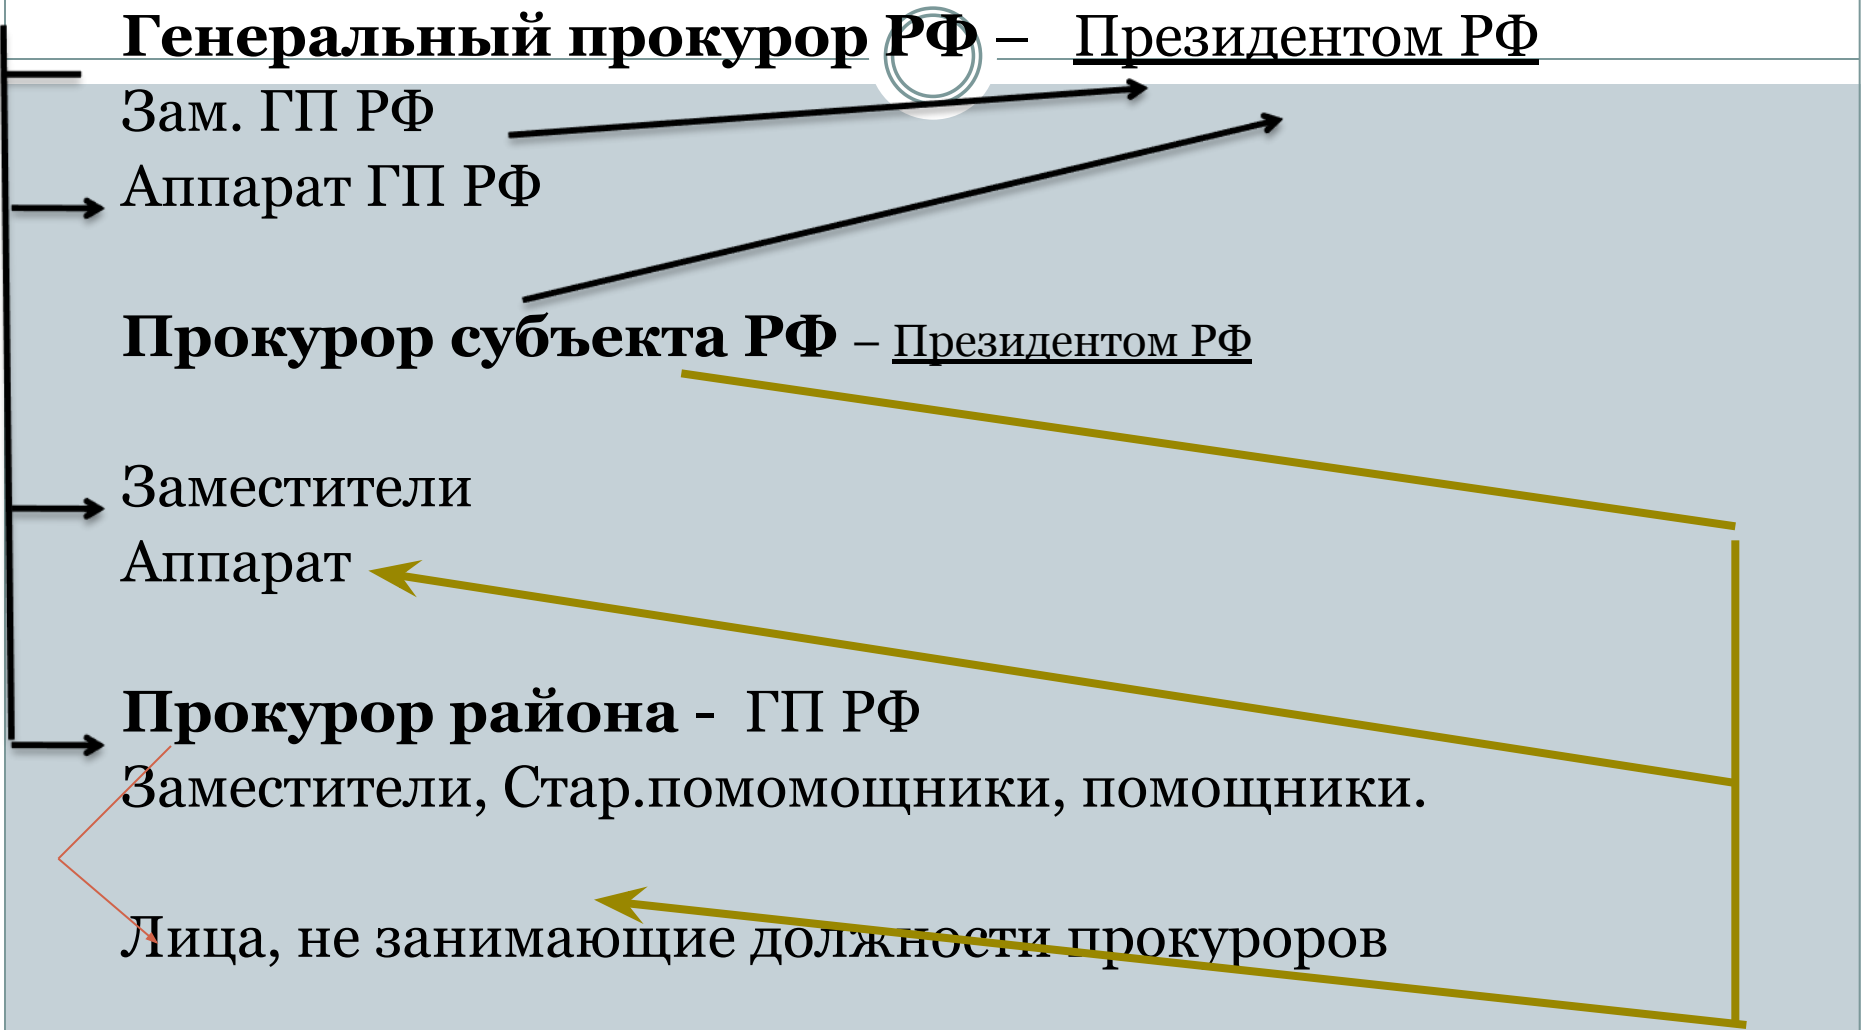 Генеральный прокурор РФ – Президентом РФ
Зам. ГП РФ
Аппарат ГП РФ
Прокурор субъекта РФ – Президентом РФ
Заместители
Аппарат
Прокурор района - ГП РФ
Заместители, Стар.помомощники, помощники.
Лица, не занимающие должности прокуроров